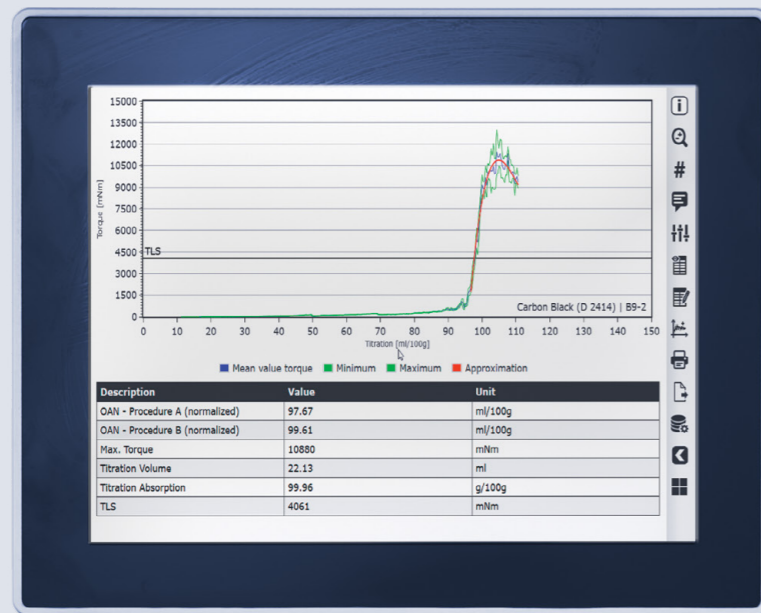 15000
13500
12000
10500
9000
7500
6000
4500
3000
1500
0
Torque [mNm]
TLS
Carbon Black (D 2414) | B9-2
0 10 20 30 40 50 60 70 80 90 100 110 120 130 140 150
Titration [ml/100g]
Mean value torque Minimum Maximum Approximation
Description Value Unit
OAN - Procedure A (normalized) 97.67 ml/100g
OAN - Procedure B (normalized) 99.61 ml/100g
Max. Torque 10880 mNm
Titration Volume 22.13 ml
Titration Absorption 99.96 g/100g
TLS 4061 mNm
i
#